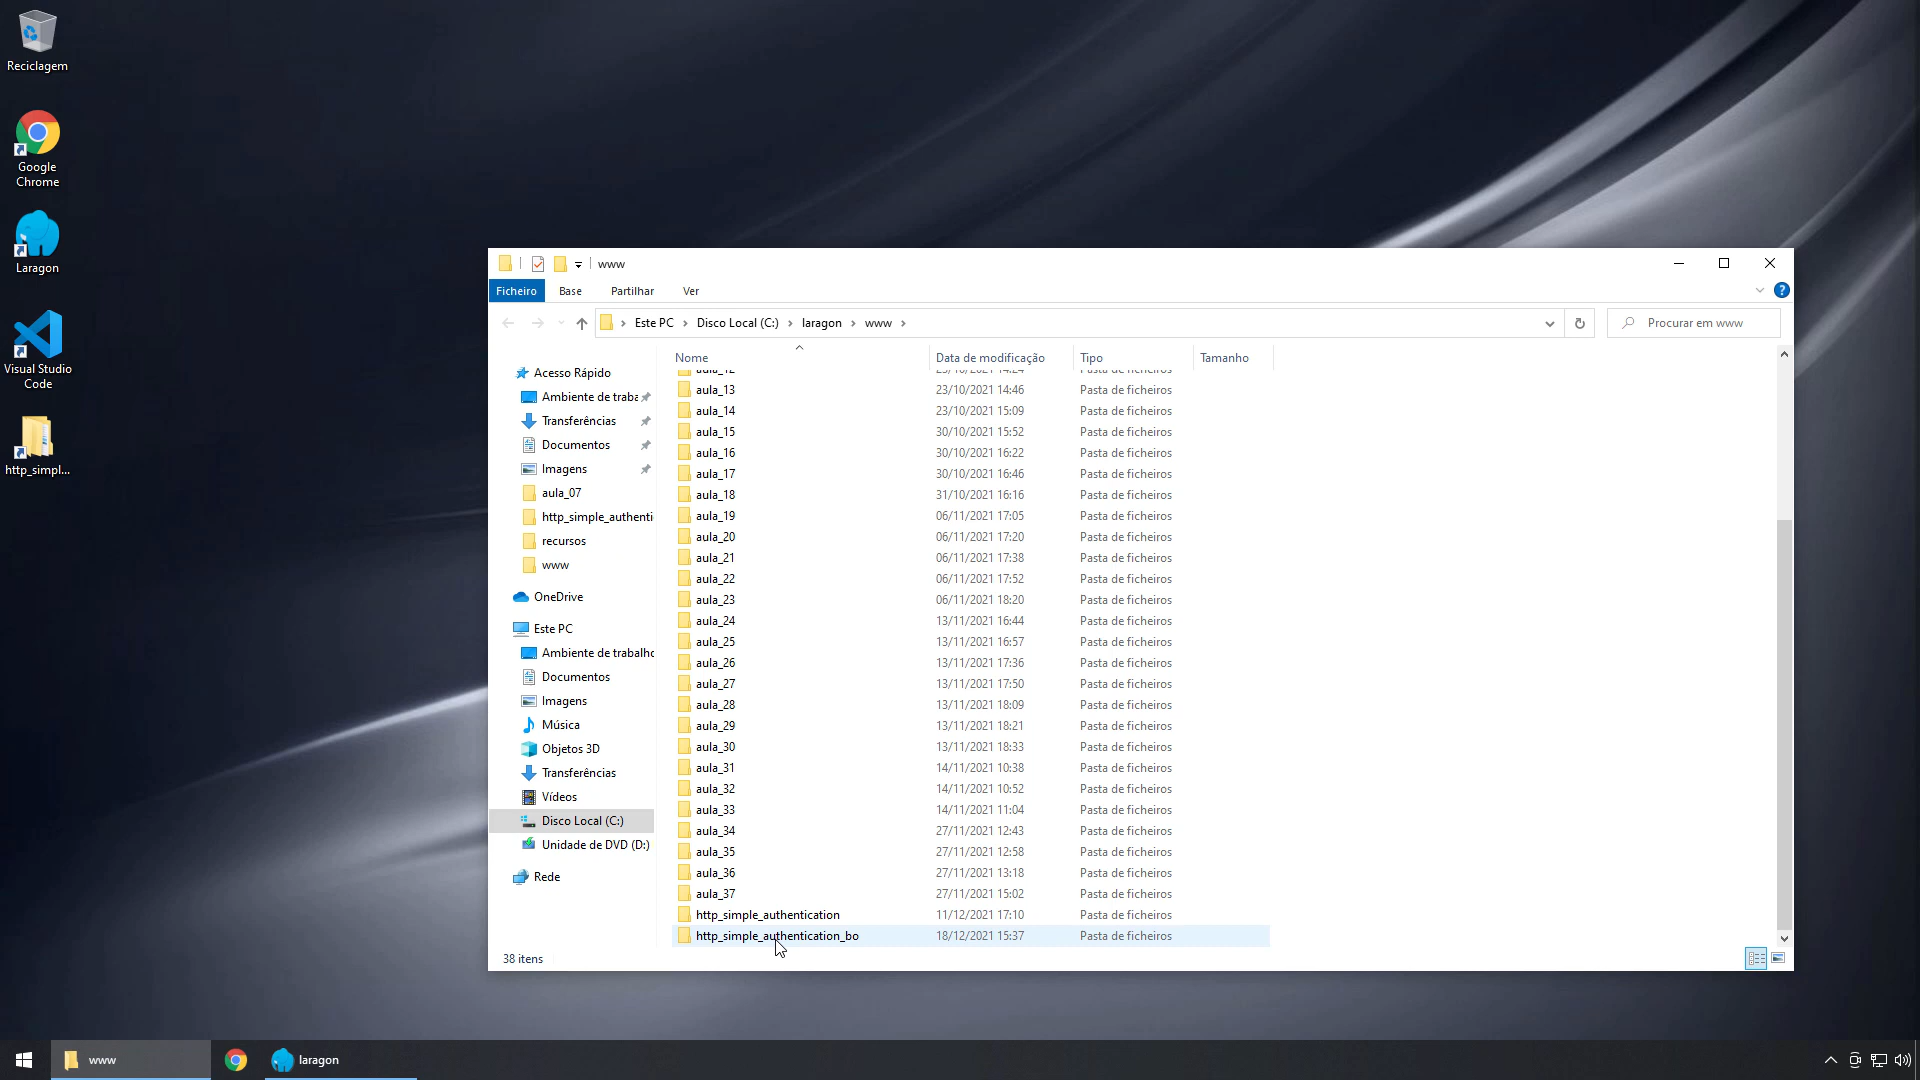 Reciclagem
Google
Chrome
Laragon
Visual Studio
Code
http_simpl...
www
Ficheiro Base Partilhar Ver
Este PC Disco Local (C:) laragon www
Procurar em www
Nome Data de modificação Tipo Tamanho
Acesso Rápido
Ambiente de traba
Transferências
Documentos
Imagens
aula_07
http_simple_authenti
recursos
www
OneDrive
Este PC
Ambiente de trabalho
Documentos
Imagens
Música
Objetos 3D
Transferências
Vídeos
Disco Local (C:)
Unidade de DVD (D:)
Rede
aula_12 23/10/2021 14:24 Pasta de ficheiros
aula_13 23/10/2021 14:46 Pasta de ficheiros
aula_14 23/10/2021 15:09 Pasta de ficheiros
aula_15 30/10/2021 15:52 Pasta de ficheiros
aula_16 30/10/2021 16:22 Pasta de ficheiros
aula_17 30/10/2021 16:46 Pasta de ficheiros
aula_18 31/10/2021 16:16 Pasta de ficheiros
aula_19 06/11/2021 17:05 Pasta de ficheiros
aula_20 06/11/2021 17:20 Pasta de ficheiros
aula_21 06/11/2021 17:38 Pasta de ficheiros
aula_22 06/11/2021 17:52 Pasta de ficheiros
aula_23 06/11/2021 18:20 Pasta de ficheiros
aula_24 13/11/2021 16:44 Pasta de ficheiros
aula_25 13/11/2021 16:57 Pasta de ficheiros
aula_26 13/11/2021 17:36 Pasta de ficheiros
aula_27 13/11/2021 17:50 Pasta de ficheiros
aula_28 13/11/2021 18:09 Pasta de ficheiros
aula_29 13/11/2021 18:21 Pasta de ficheiros
aula_30 13/11/2021 18:33 Pasta de ficheiros
aula_31 14/11/2021 10:38 Pasta de ficheiros
aula_32 14/11/2021 10:52 Pasta de ficheiros
aula_33 14/11/2021 11:04 Pasta de ficheiros
aula_34 27/11/2021 12:43 Pasta de ficheiros
aula_35 27/11/2021 12:58 Pasta de ficheiros
aula_36 27/11/2021 13:18 Pasta de ficheiros
aula_37 27/11/2021 15:02 Pasta de ficheiros
http_simple_authentication 11/12/2021 17:10 Pasta de ficheiros
http_simple_authentication_bo 18/12/2021 15:37 Pasta de ficheiros
38 itens
www
laragon